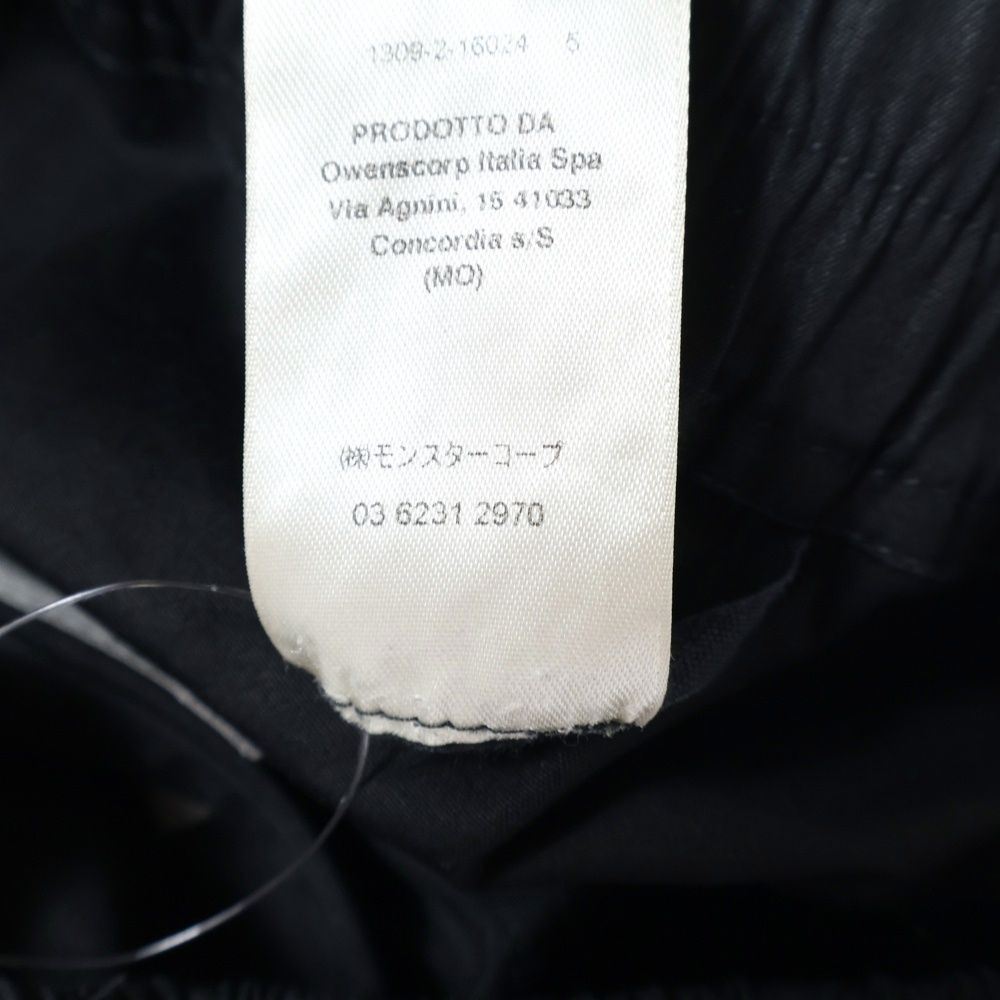 1309-2-16024 5
PRODOTTO DA
Owenscorp Italia Spa
Via Agnini, 15 41033
Concordia s/S
(MO)
㈱モンスターコープ
03 6231 2970